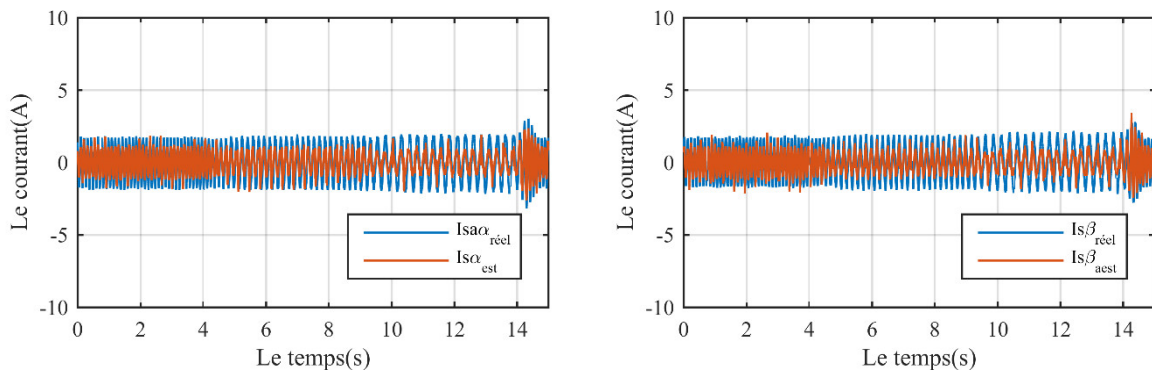 10
5
0
-5
-10
Le courant(A)
Isaα réel
Isα est
0 2 4 6 8 10 12 14
Le temps(s)
10
5
0
-5
-10
Le courant(A)
Isβ réel
Isβ aest
0 2 4 6 8 10 12 14
Le temps(s)